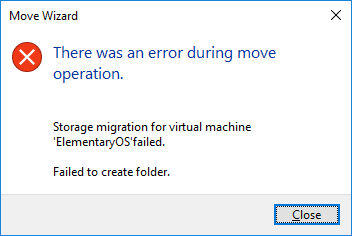 Move Wizard
There was an error during move
operation.
Storage migration for virtual machine
'ElementaryOS'failed.
Failed to create folder.
Close